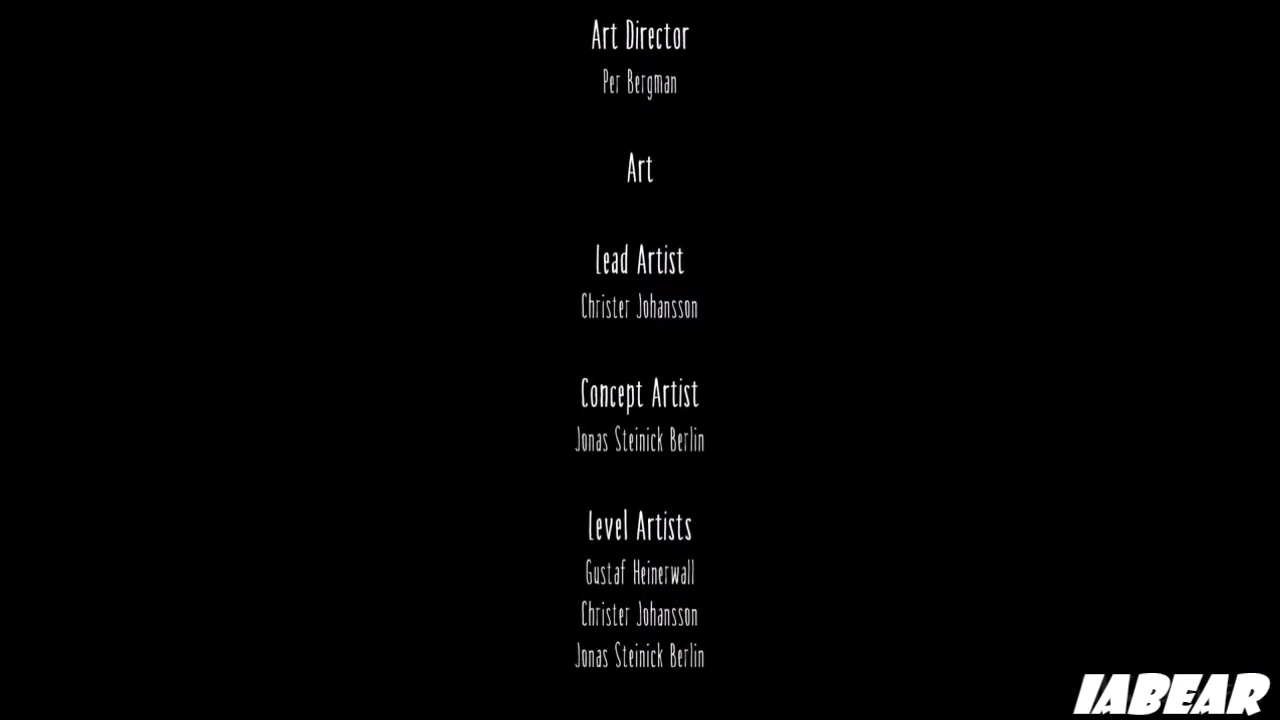 Art Director
Per Bergman
Art
Lead Artist
Christer Johansson
Concept Artist
Jonas Steinick Berlin
Level Artists
Gustaf Heinerwall
Christer Johansson
Jonas Steinick Berlin
IABEAR